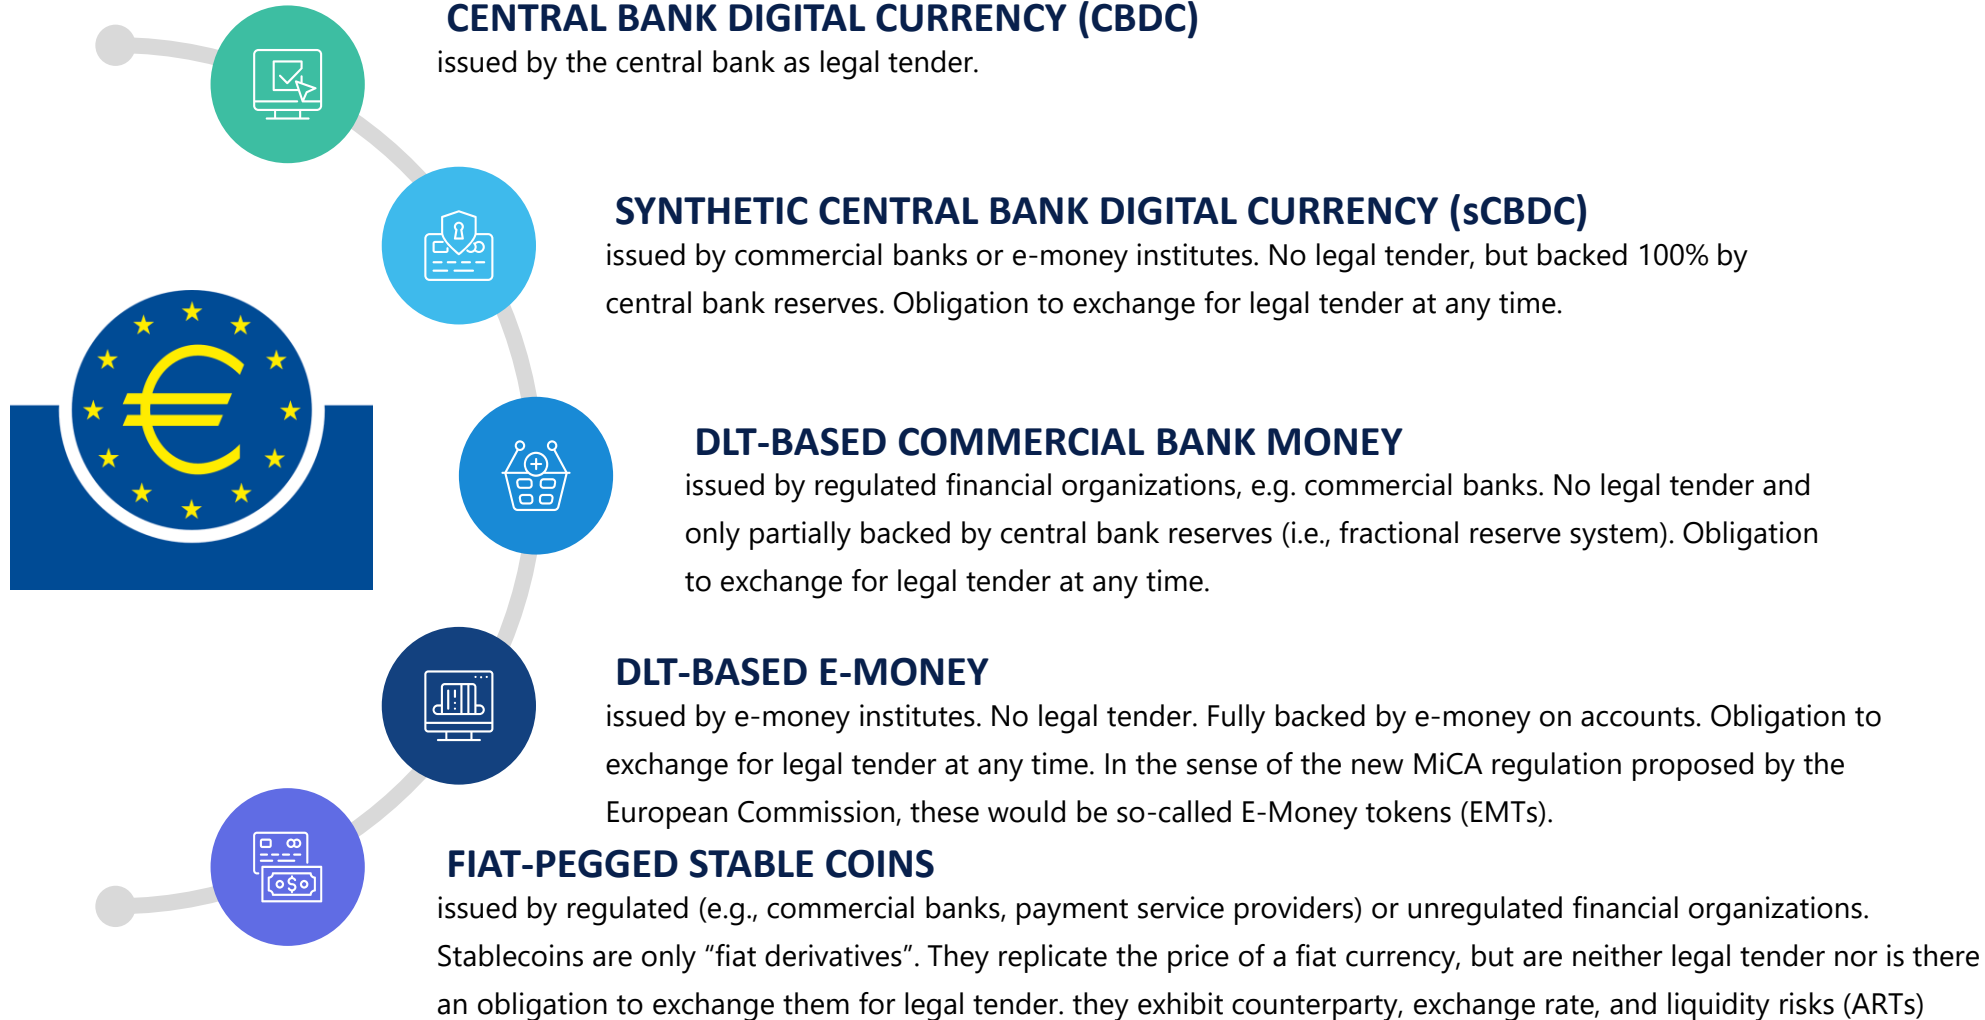 CENTRAL BANK DIGITAL CURRENCY (CBDC)
issued by the central bank as legal tender.
SYNTHETIC CENTRAL BANK DIGITAL CURRENCY (sCBDC)
issued by commercial banks or e-money institutes. No legal tender, but backed 100% by
central bank reserves. Obligation to exchange for legal tender at any time.
DLT-BASED COMMERCIAL BANK MONEY
issued by regulated financial organizations, e.g. commercial banks. No legal tender and
only partially backed by central bank reserves (i.e., fractional reserve system). Obligation
to exchange for legal tender at any time.
DLT-BASED E-MONEY
issued by e-money institutes. No legal tender. Fully backed by e-money on accounts. Obligation to
exchange for legal tender at any time. In the sense of the new MiCA regulation proposed by the
European Commission, these would be so-called E-Money tokens (EMTs).
FIAT-PEGGED STABLE COINS
issued by regulated (e.g., commercial banks, payment service providers) or unregulated financial organizations.
Stablecoins are only “fiat derivatives”. They replicate the price of a fiat currency, but are neither legal tender nor is there
an obligation to exchange them for legal tender. they exhibit counterparty, exchange rate, and liquidity risks (ARTs)